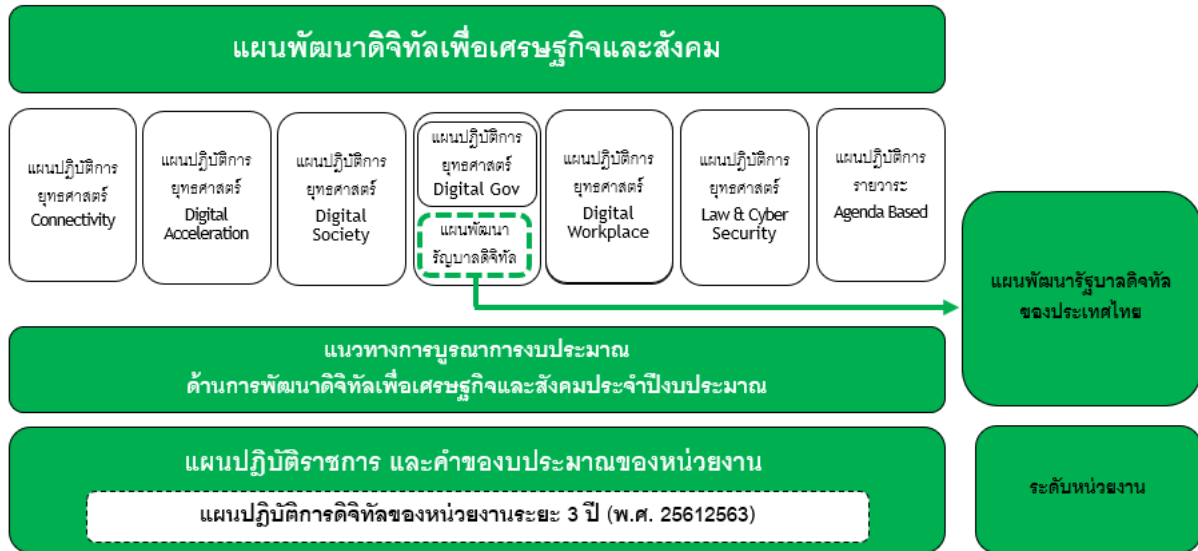 แผนพัฒนาดิจิทัลเพื่อเศรษฐกิจและสังคม
แผนปฏิบัติการ
ยุทธศาสตร์
Connectivity
แผนปฏิบัติการ
ยุทธศาสตร์
Digital
Acceleration
แผนปฏิบัติการ
ยุทธศาสตร์
Digital
Society
แผนปฏิบัติการ
ยุทธศาสตร์
Digital Gov
แผนพัฒนา
รัญบาลดิจิทัล
แผนปฏิบัติการ
ยุทธศาสตร์
Digital
Workplace
แผนปฏิบัติการ
ยุทธศาสตร์
Law & Cyber
Security
แผนปฏิบัติการ
รายวาระ
Agenda Based
แผนพัฒนารัฐบาลดิจทัล
ของประเทศไทย
แนวทางการบูรณาการงบประมาณ
ด้านการพัฒนาดิจิทัลเพื่อเศรษฐกิจและสังคมประจำปีงบประมาณ
แผนปฏิบัติราชการ และคำของบประมาณของหน่วยงาน
แผนปฏิบัติการดิจิทัลของหน่วยงานระยะ 3 ปี (พ.ศ. 25612563)
ระดับหน่วยงาน